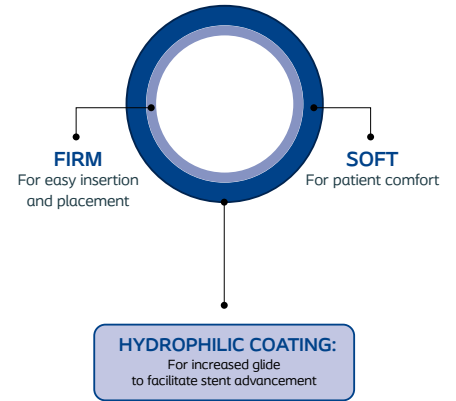 FIRM
For easy insertion
and placement
SOFT
For patient comfort
HYDROPHILIC COATING:
For increased glide
to facilitate stent advancement